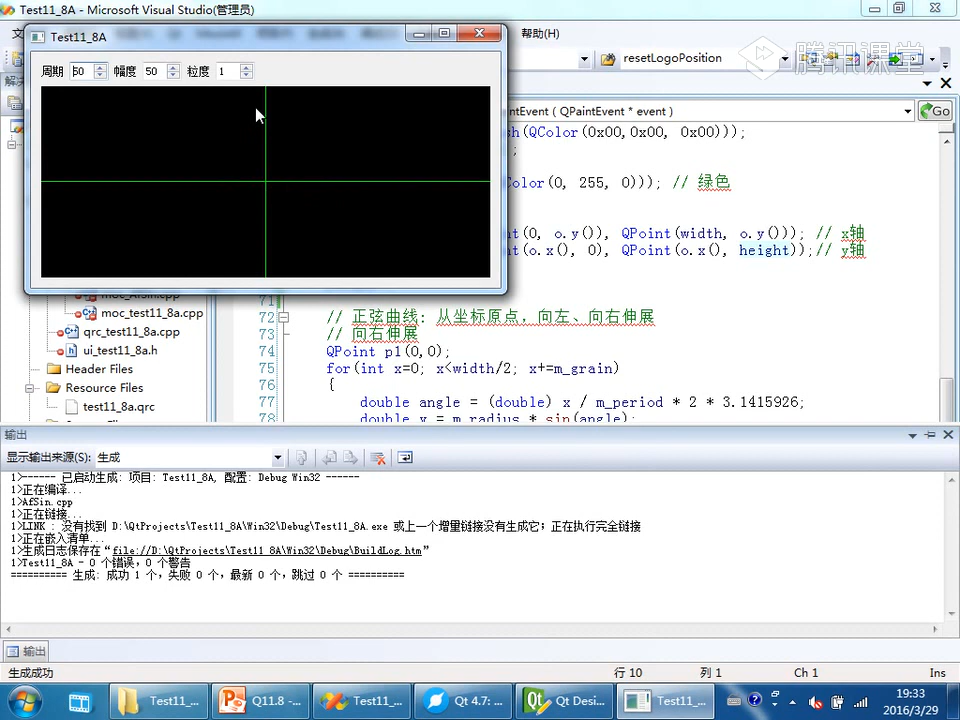 Test11_8A - Microsoft Visual Studio(管理员)
Test11_8A
帮助(H)
resetLogoPosition
腾讯课堂
周期 50 幅度 50 粒度 1
ntEvent ( QPaintEvent * event )
Go
sh(QColor(0x00,0x00, 0x00)));
;
Color(0, 255, 0))); // 绿色
nt(0, o.y()), QPoint(width, o.y())); // x轴
nt(o.x(), 0), QPoint(o.x(), height));// y轴
71
72 // 正弦曲线: 从坐标原点，向左、向右伸展
73 // 向右伸展
74 QPoint p1(0,0);
75 for(int x=0; x<width/2; x+=m_grain)
76 {
77 double angle = (double) x / m_period * 2 * 3.1415926;
78 double y = m_radius * sin(angle);
moc_AfSin.cpp
moc_test11_8a.cpp
qrc_test11_8a.cpp
ui_test11_8a.h
Header Files
Resource Files
test11_8a.qrc
输出
显示输出来源(S): 生成
1>------ 已启动生成: 项目: Test11_8A, 配置: Debug Win32 ------
1>正在编译...
1>AfSin.cpp
1>正在链接...
1>LINK : 没有找到 D:\QtProjects\Test11_8A\Win32\Debug\Test11_8A.exe 或上一个增量链接没有生成它；正在执行完全链接
1>正在嵌入清单...
1>生成日志保存在“file://D:\QtProjects\Test11_8A\Win32\Debug\BuildLog.htm”
1>Test11_8A - 0 个错误，0 个警告
========== 生成: 成功 1 个，失败 0 个，最新 0 个，跳过 0 个 ==========
输出
生成成功
行 10
列 1
Ch 1
Ins
Test11_...
Q11.8 -...
Test11_...
Qt 4.7: ...
Qt Desi...
Test11_...
19:33
2016/3/29